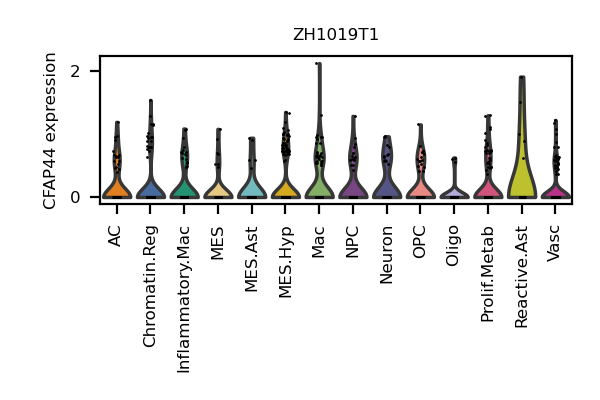 ZH1019T1
CFAP44 expression
2
0
AC
Chromatin.Reg
Inflammatory.Mac
MES
MES.Ast
MES.Hyp
Mac
NPC
Neuron
OPC
Oligo
Prolif.Metab
Reactive.Ast
Vasc